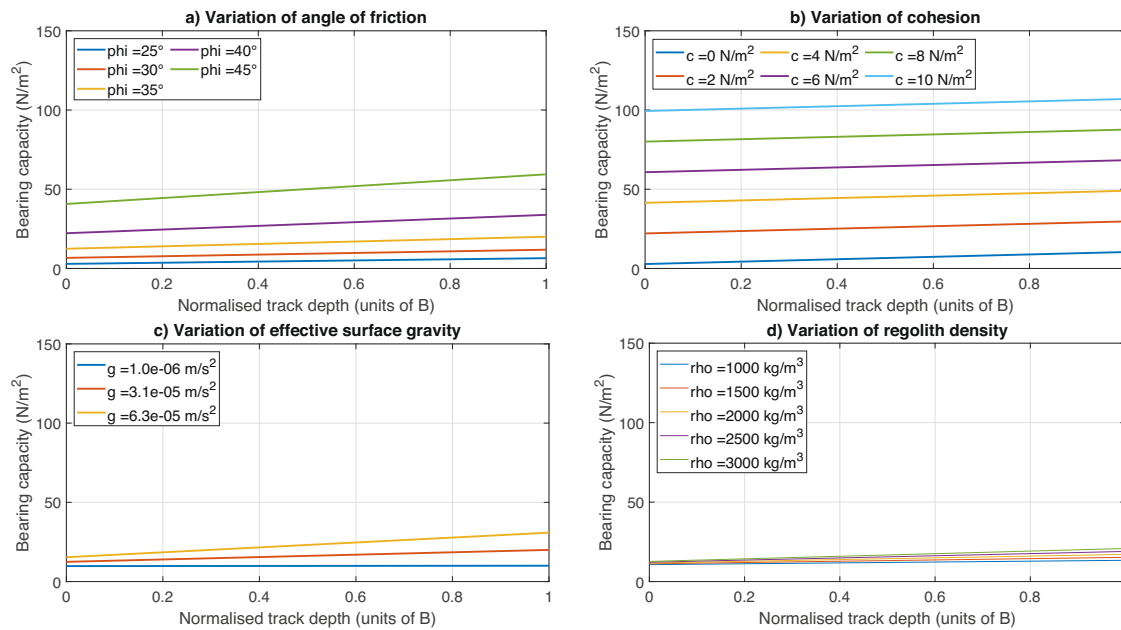 a) Variation of angle of friction
150
100
50
0
Bearing capacity (N/m²)
phi =25°
phi =30°
phi =35°
phi =40°
phi =45°
0 0.2 0.4 0.6 0.8 1
Normalised track depth (units of B)
b) Variation of cohesion
150
100
50
0
Bearing capacity (N/m²)
c =0 N/m²
c =2 N/m²
c =4 N/m²
c =6 N/m²
c =8 N/m²
c =10 N/m²
0 0.2 0.4 0.6 0.8 1
Normalised track depth (units of B)
c) Variation of effective surface gravity
150
100
50
0
Bearing capacity (N/m²)
g =1.0e-06 m/s²
g =3.1e-05 m/s²
g =6.3e-05 m/s²
0 0.2 0.4 0.6 0.8 1
Normalised track depth (units of B)
d) Variation of regolith density
150
100
50
0
Bearing capacity (N/m²)
rho =1000 kg/m³
rho =1500 kg/m³
rho =2000 kg/m³
rho =2500 kg/m³
rho =3000 kg/m³
0 0.2 0.4 0.6 0.8 1
Normalised track depth (units of B)